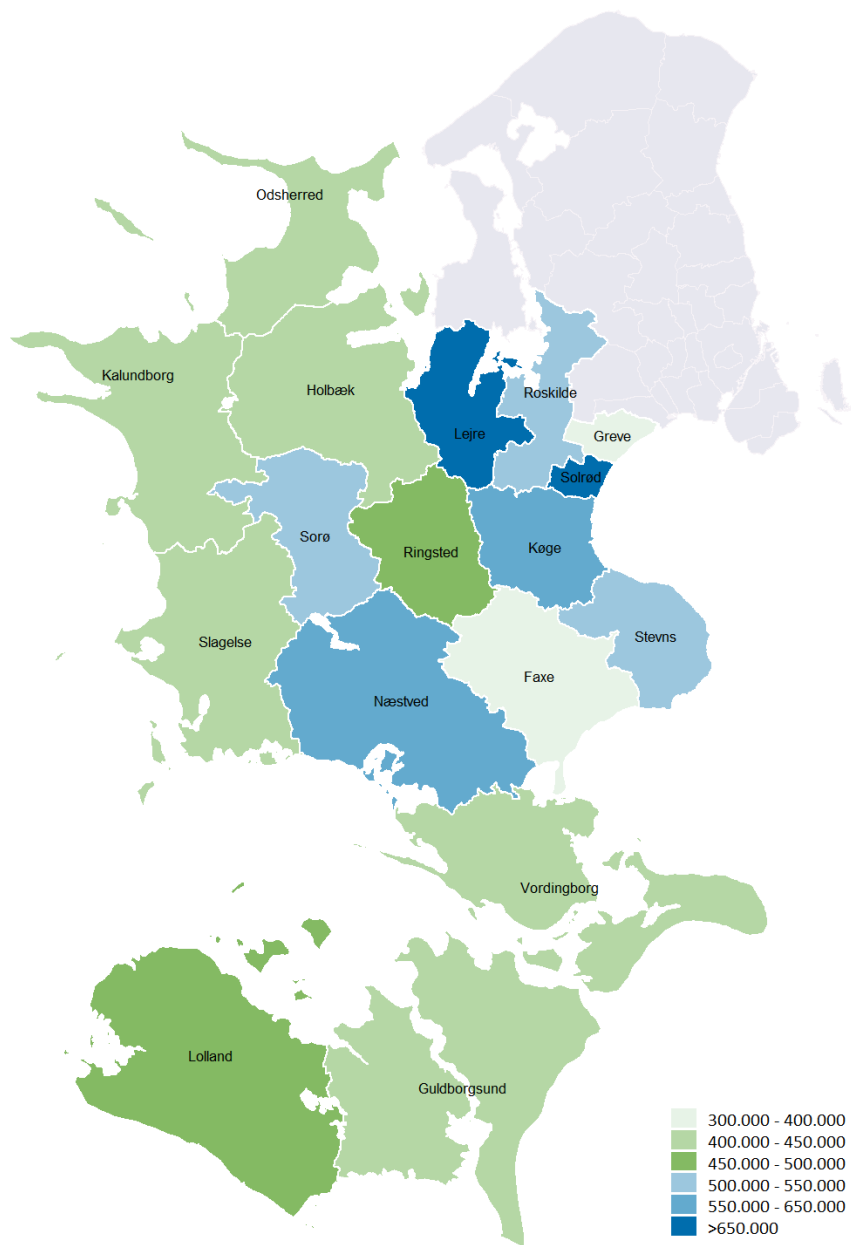 Odsherred
Kalundborg
Holbæk
Roskilde
Lejre
Greve
Solrød
Sorø
Ringsted
Køge
Slagelse
Stevns
Faxe
Næstved
Vordingborg
Lolland
Guldborgsund
300.000 - 400.000
400.000 - 450.000
450.000 - 500.000
500.000 - 550.000
550.000 - 650.000
>650.000